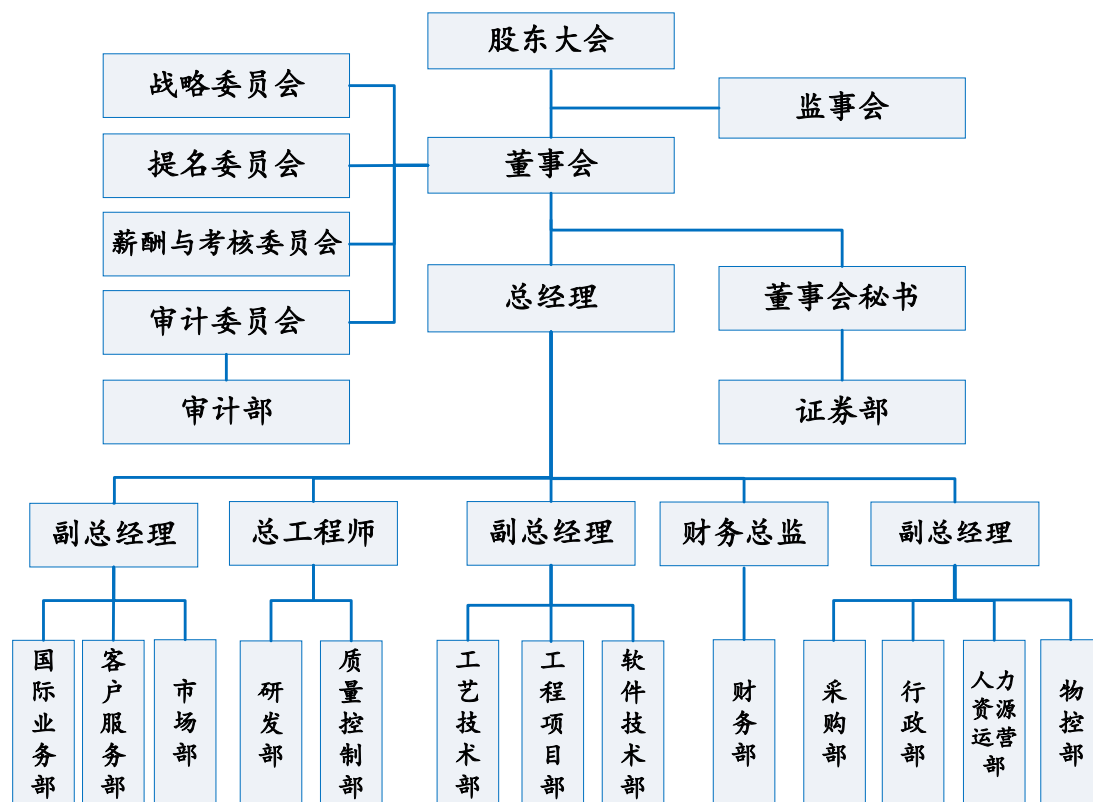 股东大会
战略委员会
监事会
提名委员会
董事会
薪酬与考核委员会
总经理
董事会秘书
审计委员会
审计部
证券部
副总经理
总工程师
副总经理
财务总监
副总经理
国际业务部
客户服务部
市场部
研发部
质量控制部
工艺技术部
工程项目部
软件技术部
财务部
采购部
行政部
人力资源运营部
物控部